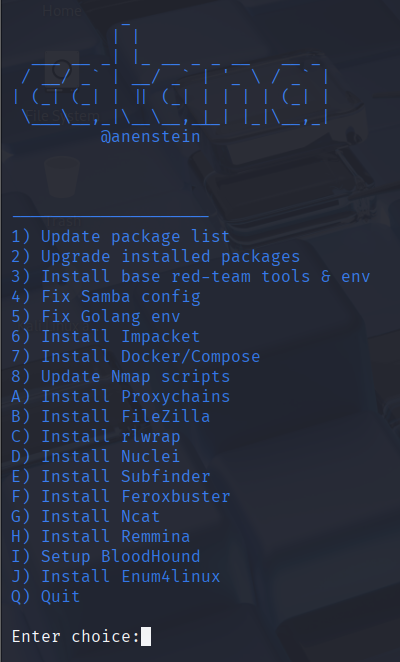 Home
@anenstein
1) Update package list
2) Upgrade installed packages
3) Install base red-team tools & env
4) Fix Samba config
5) Fix Golang env
6) Install Impacket
7) Install Docker/Compose
8) Update Nmap scripts
A) Install Proxychains
B) Install FileZilla
C) Install rlwrap
D) Install Nuclei
E) Install Subfinder
F) Install Feroxbuster
G) Install Ncat
H) Install Remmina
I) Setup BloodHound
J) Install Enum4linux
Q) Quit
Enter choice: